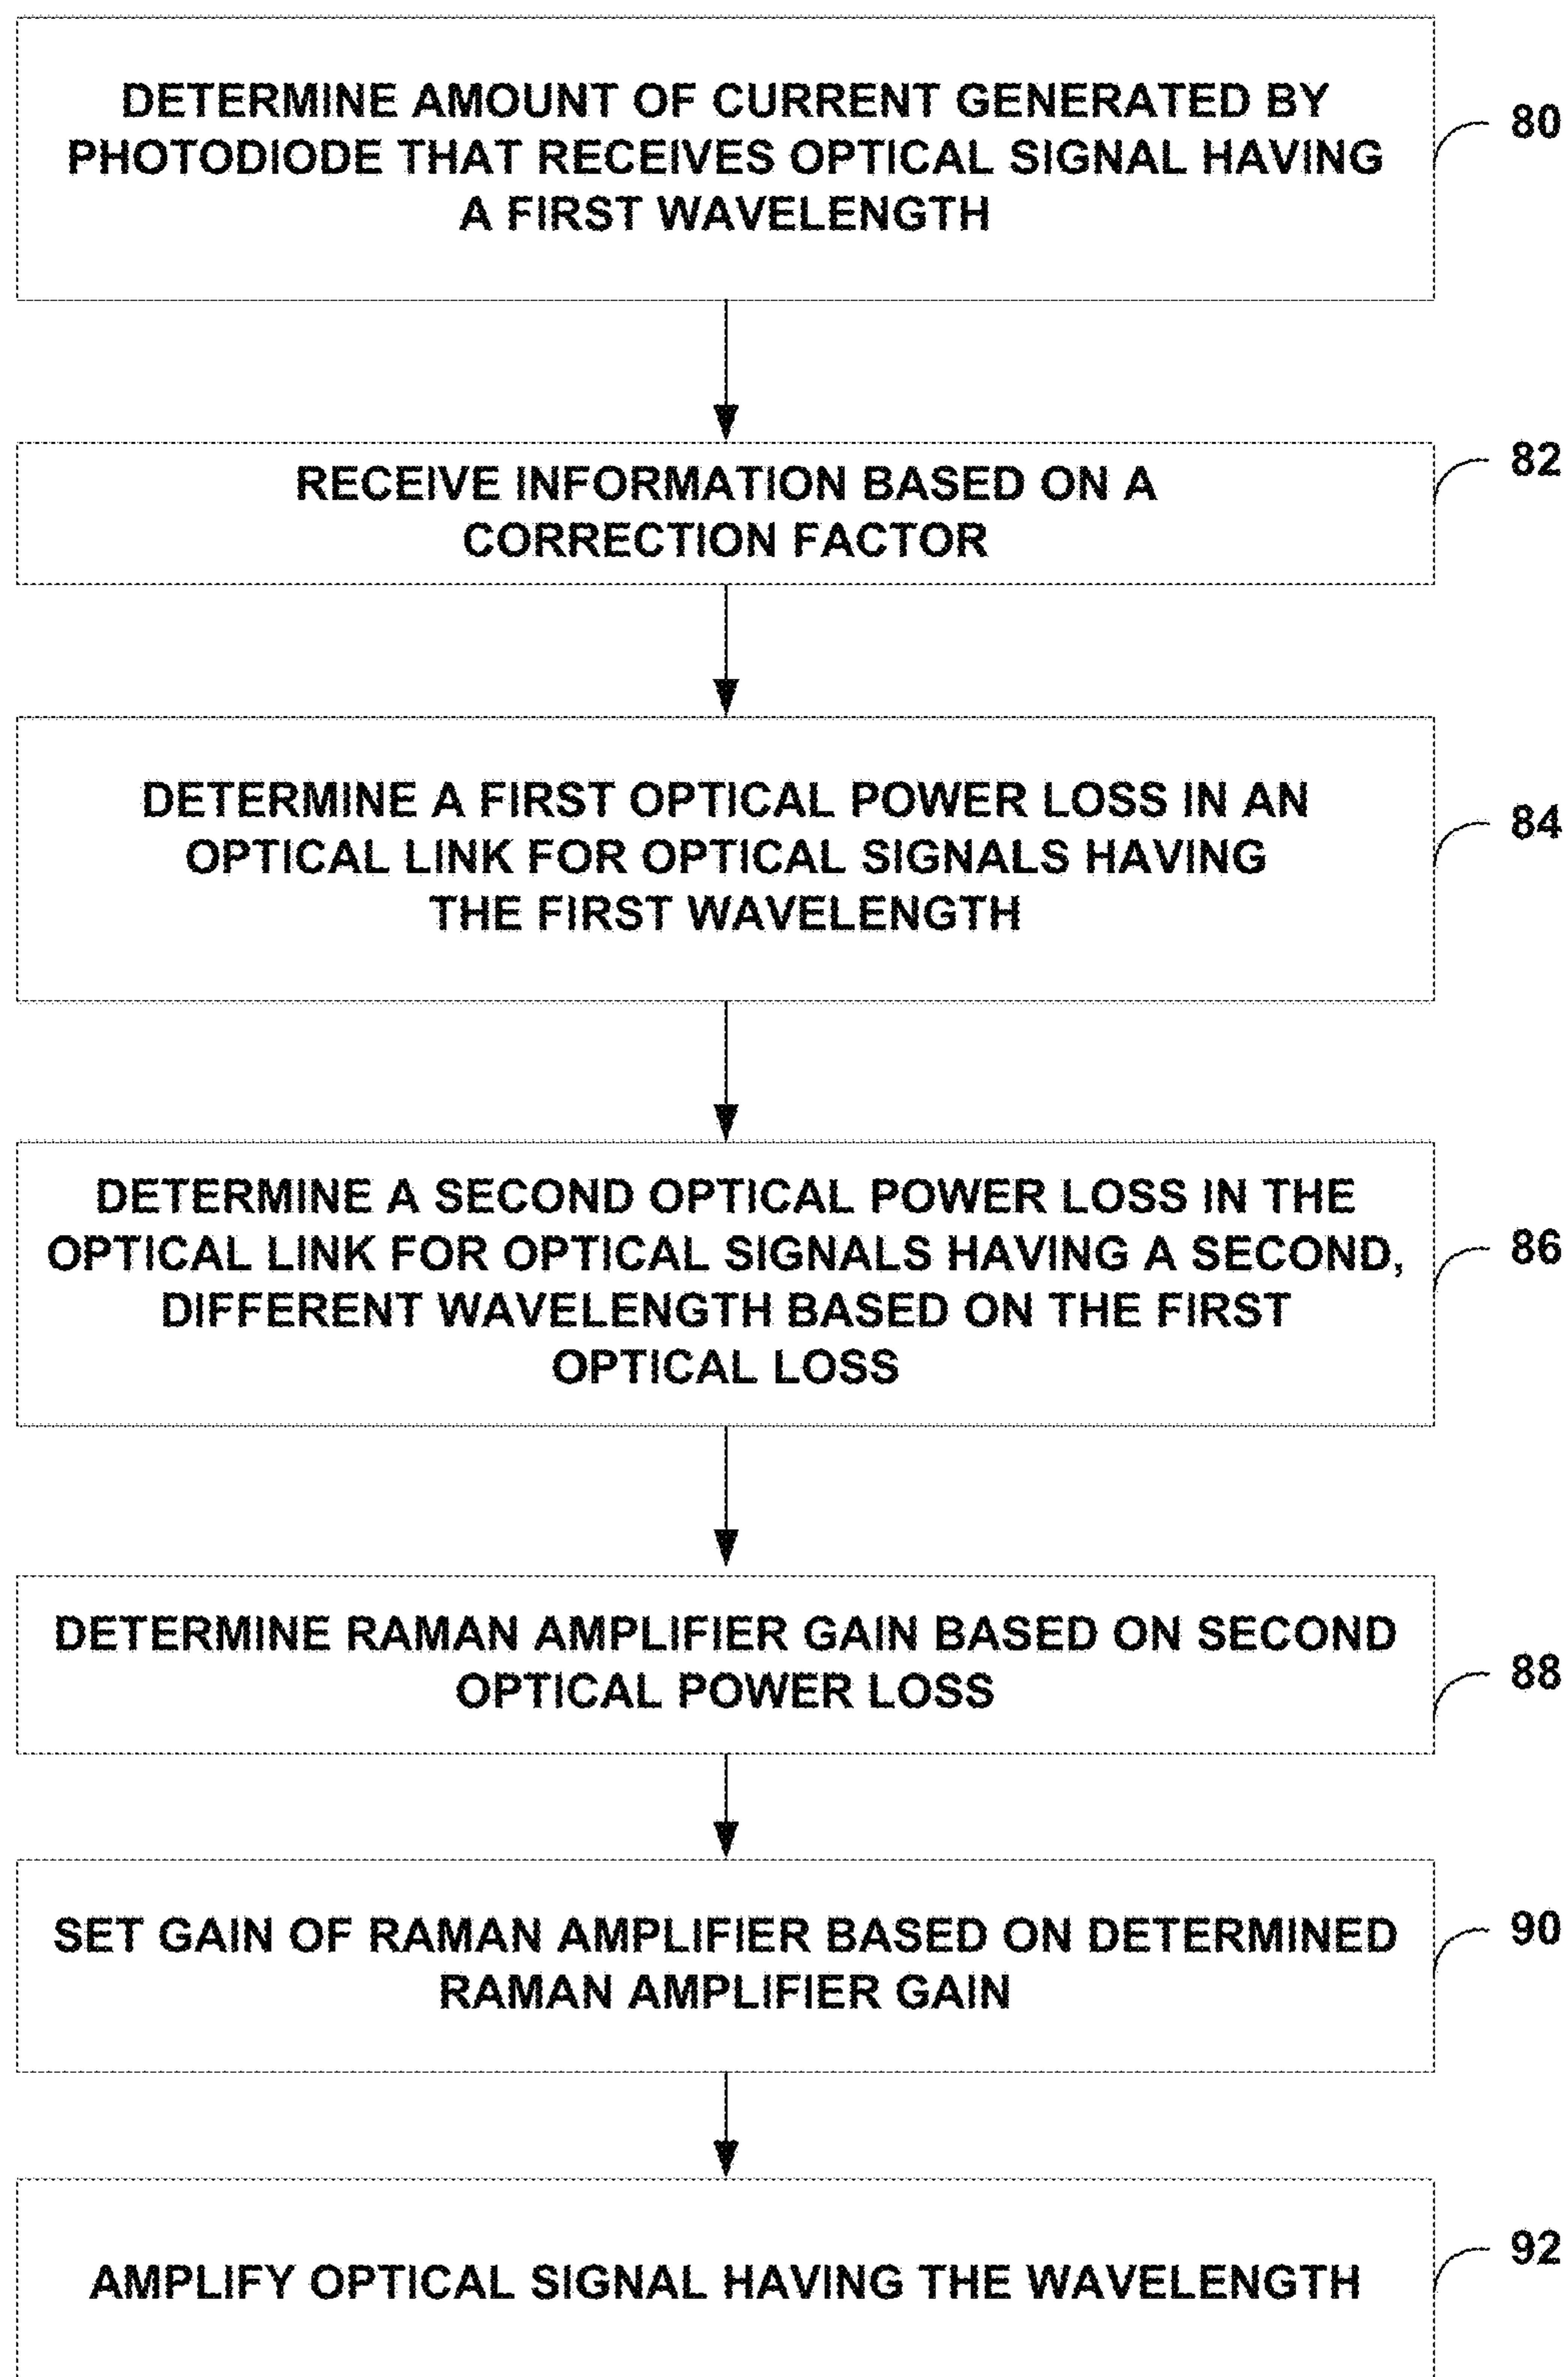 DETERMINE AMOUNT OF CURRENT GENERATED BY
PHOTODIODE THAT RECEIVES OPTICAL SIGNAL HAVING
A FIRST WAVELENGTH
80
RECEIVE INFORMATION BASED ON A
CORRECTION FACTOR
82
DETERMINE A FIRST OPTICAL POWER LOSS IN AN
OPTICAL LINK FOR OPTICAL SIGNALS HAVING
THE FIRST WAVELENGTH
84
DETERMINE A SECOND OPTICAL POWER LOSS IN THE
OPTICAL LINK FOR OPTICAL SIGNALS HAVING A SECOND,
DIFFERENT WAVELENGTH BASED ON THE FIRST
OPTICAL LOSS
86
DETERMINE RAMAN AMPLIFIER GAIN BASED ON SECOND
OPTICAL POWER LOSS
88
SET GAIN OF RAMAN AMPLIFIER BASED ON DETERMINED
RAMAN AMPLIFIER GAIN
90
AMPLIFY OPTICAL SIGNAL HAVING THE WAVELENGTH
92